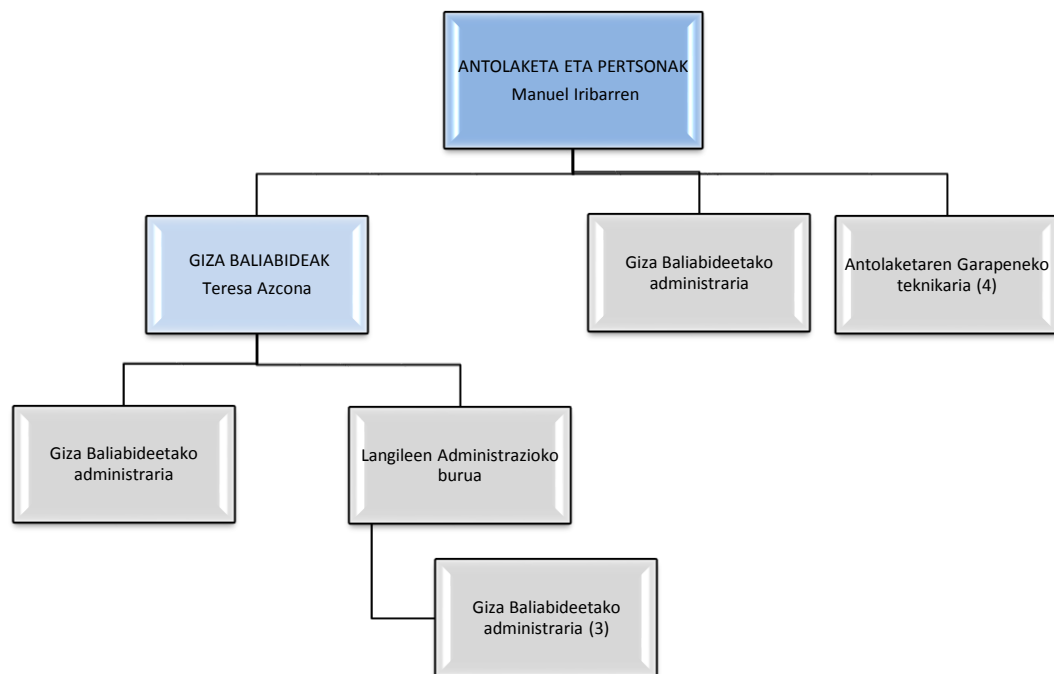 ANTOLAKETA ETA PERTSONAK
Manuel Iribarren
GIZA BALIABIDEAK
Teresa Azcona
Giza Baliabideetako
administraria
Antolaketaren Garapeneko
teknikaria (4)
Giza Baliabideetako
administraria
Langileen Administrazioko
burua
Giza Baliabideetako
administraria (3)